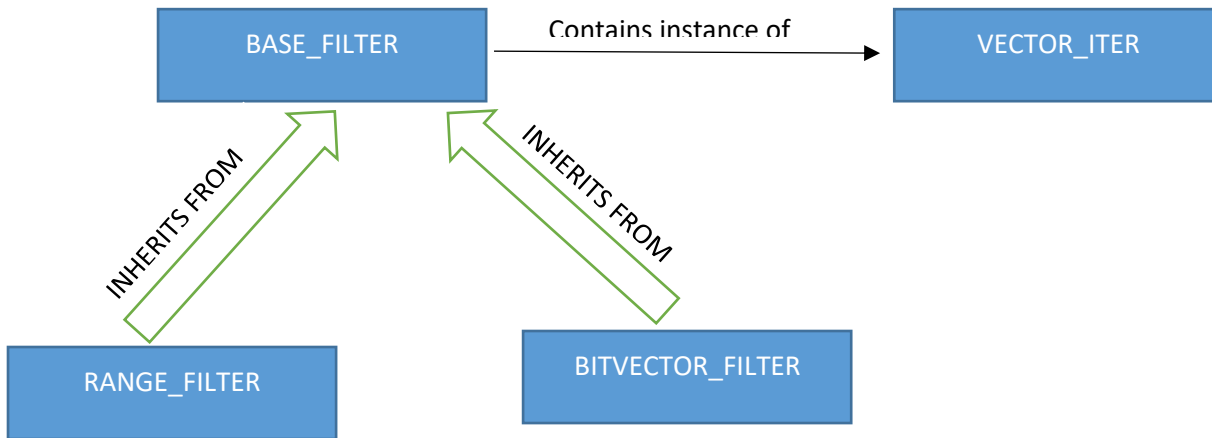 BASE_FILTER
Contains instance of
VECTOR_ITER
INHERITS FROM
INHERITS FROM
RANGE_FILTER
BITVECTOR_FILTER